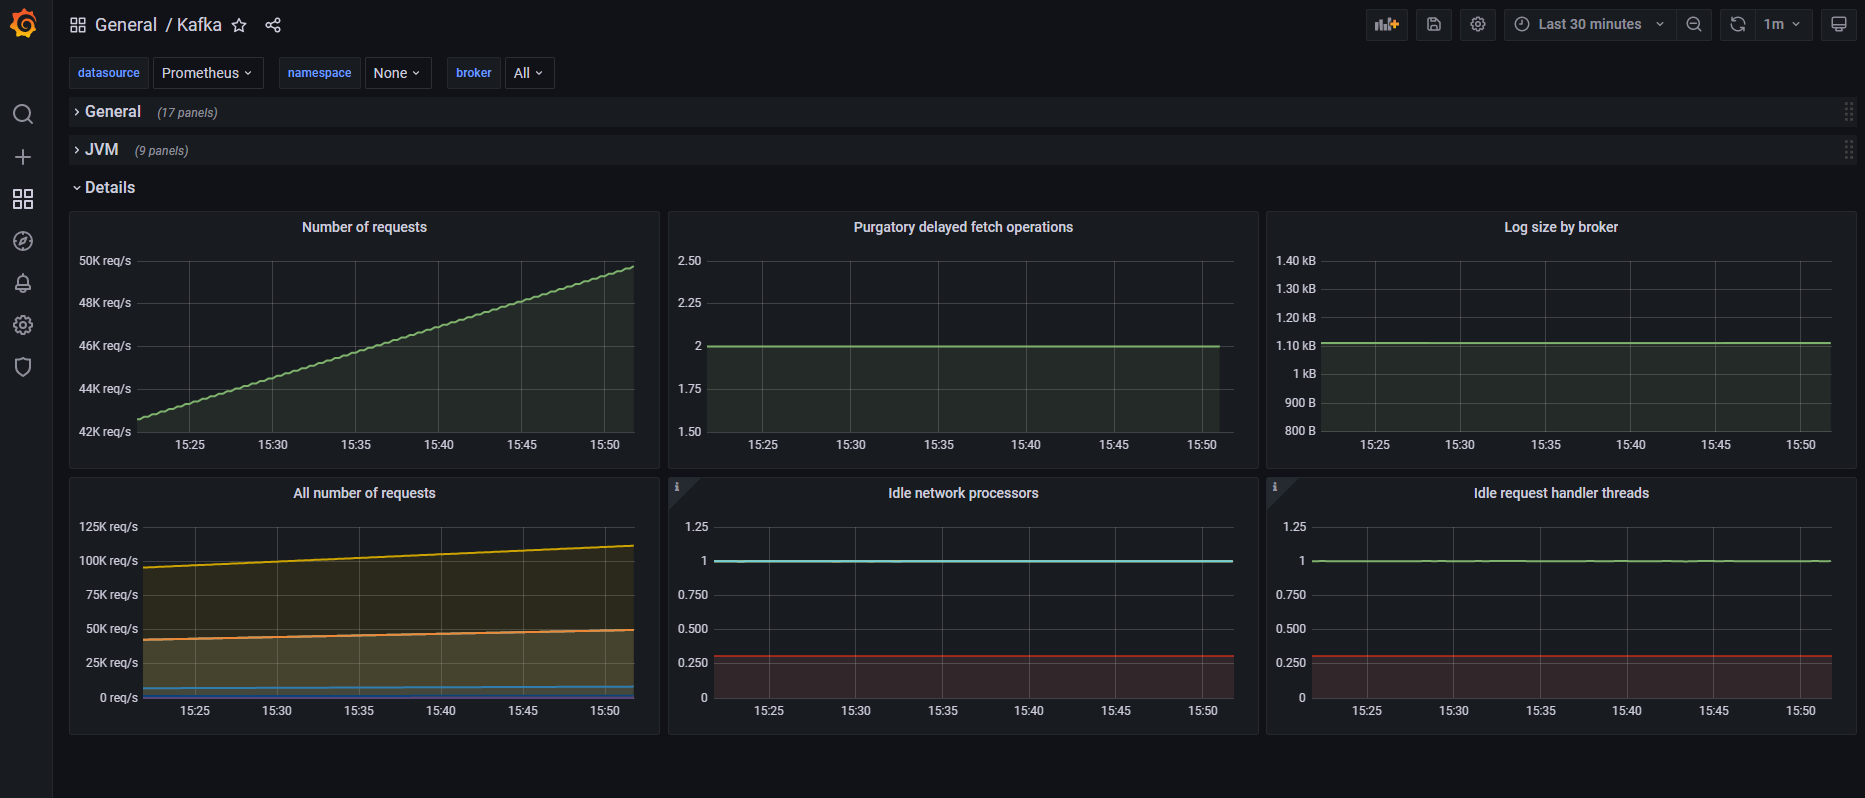 General / Kafka
Last 30 minutes
1m
datasource Prometheus namespace None broker All
General (17 panels)
JVM (9 panels)
Details
Number of requests
50K req/s
48K req/s
46K req/s
44K req/s
42K req/s
15:25 15:30 15:35 15:40 15:45 15:50
Purgatory delayed fetch operations
2.50
2.25
2
1.75
1.50
15:25 15:30 15:35 15:40 15:45 15:50
Log size by broker
1.40 kB
1.30 kB
1.20 kB
1.10 kB
1 kB
900 B
800 B
15:25 15:30 15:35 15:40 15:45 15:50
All number of requests
125K req/s
100K req/s
75K req/s
50K req/s
25K req/s
0 req/s
15:25 15:30 15:35 15:40 15:45 15:50
i
Idle network processors
1.25
1
0.750
0.500
0.250
0
15:25 15:30 15:35 15:40 15:45 15:50
i
Idle request handler threads
1.25
1
0.750
0.500
0.250
0
15:25 15:30 15:35 15:40 15:45 15:50